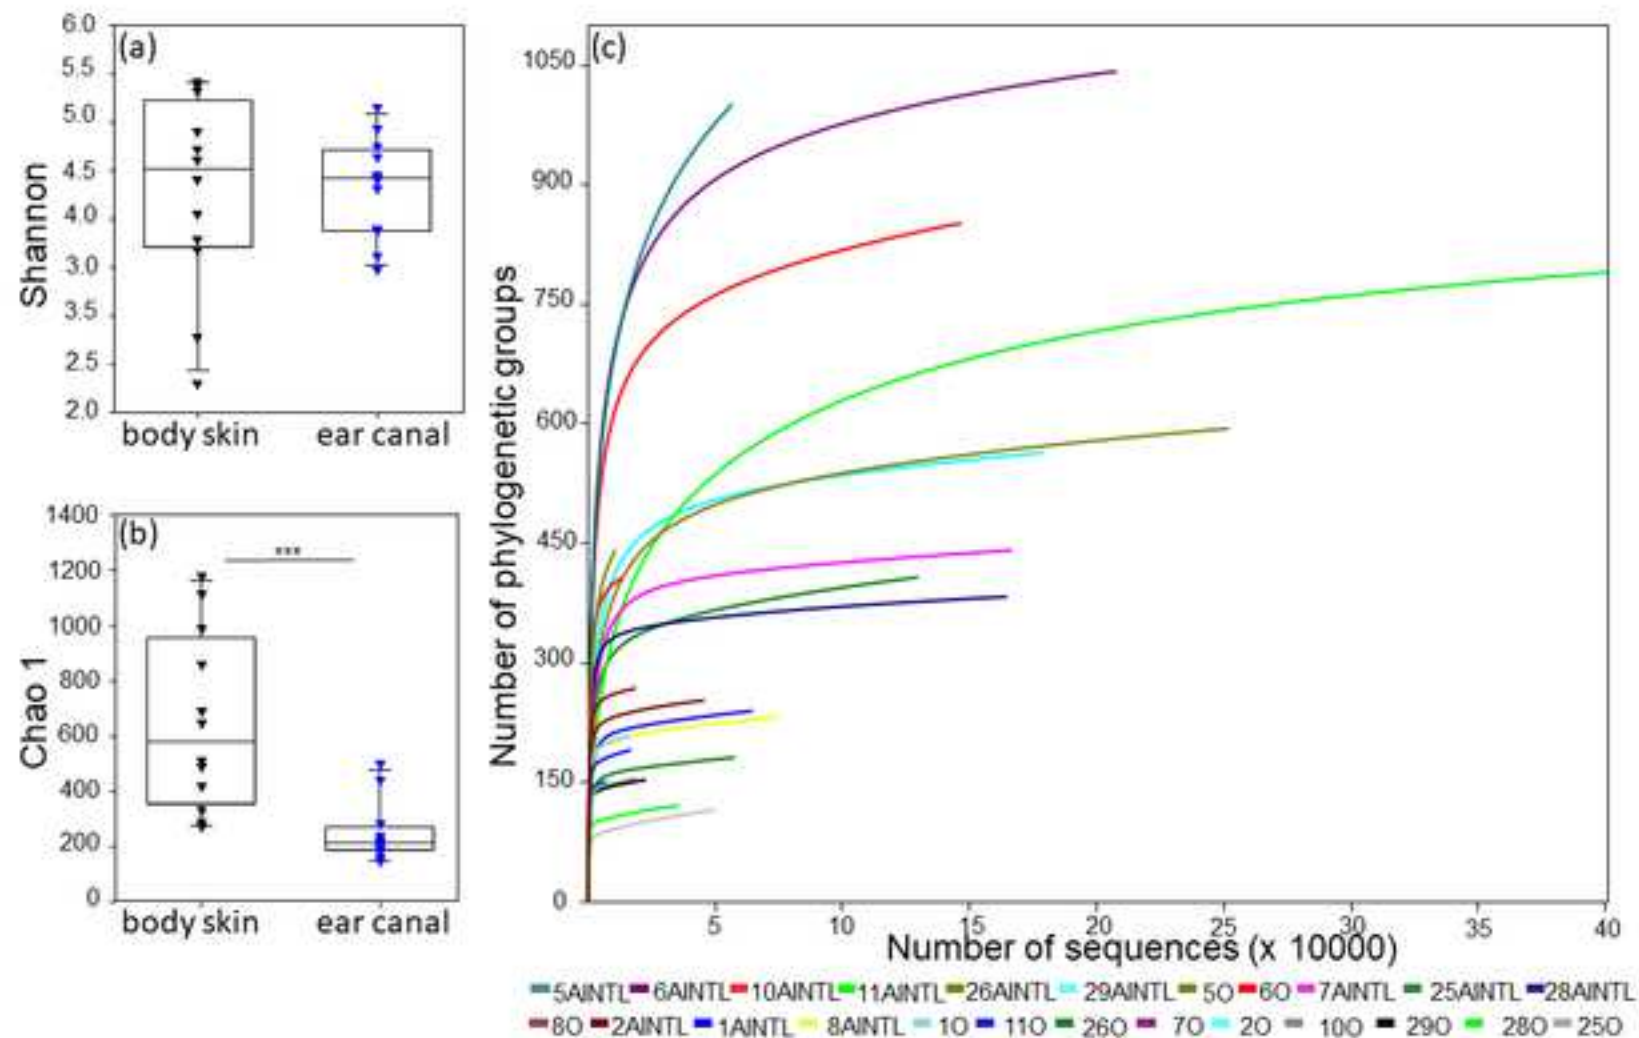 (a)
6.0
5.5
5.0
4.5
4.0
3.0
3.5
2.5
2.0
Shannon
body skin
ear canal
(b)
1400
1200
1000
800
600
400
200
0
Chao 1
***
body skin
ear canal
(c)
1050
900
750
600
450
300
150
0
Number of phylogenetic groups
5 10 15 20 25 30 35 40
Number of sequences (x 10000)
5AINTL 6AINTL 10AINTL 11AINTL 26AINTL 29AINTL 5O 6O 7AINTL 25AINTL 28AINTL
8O 2AINTL 1AINTL 8AINTL 1O 11O 26O 7O 2O 10O 29O 28O 25O